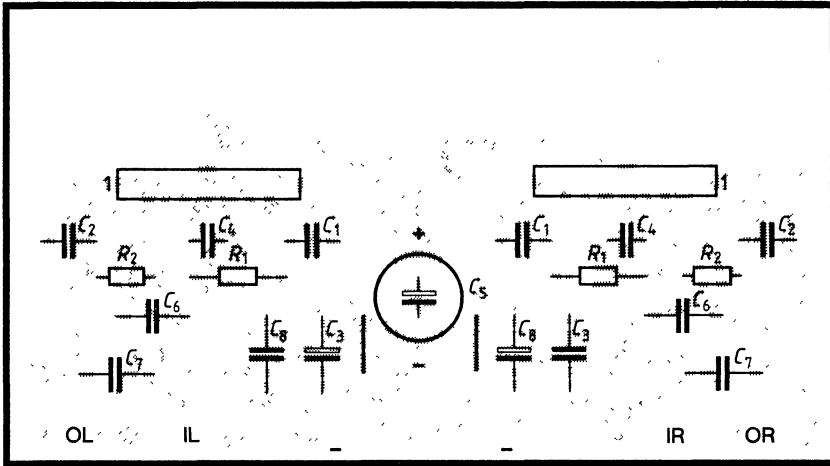 1 1
C2 C4 C1 + C1 C4 C2
R2 R1 R1 R2
C5
C6 C6
C8 C3 C8 C3
C7 − C7
OL IL − − IR OR